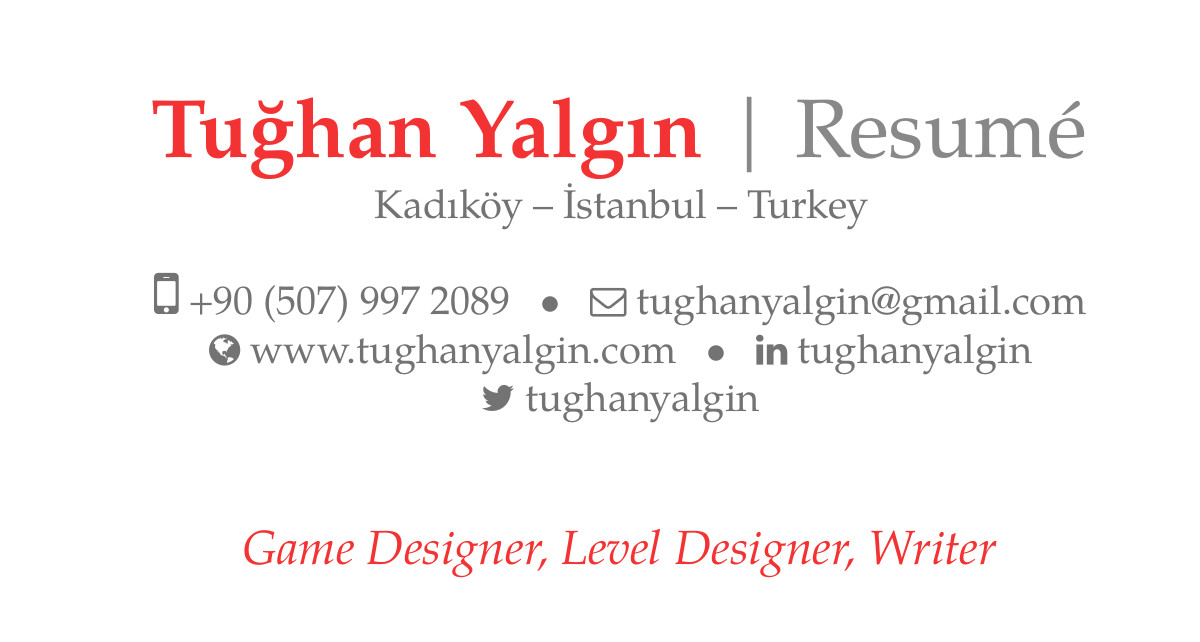 Tuğhan Yalgın | Resumé
Kadıköy – İstanbul – Turkey
+90 (507) 997 2089 • tughanyalgin@gmail.com
www.tughanyalgin.com • in tughanyalgin
tughanyalgin
Game Designer, Level Designer, Writer